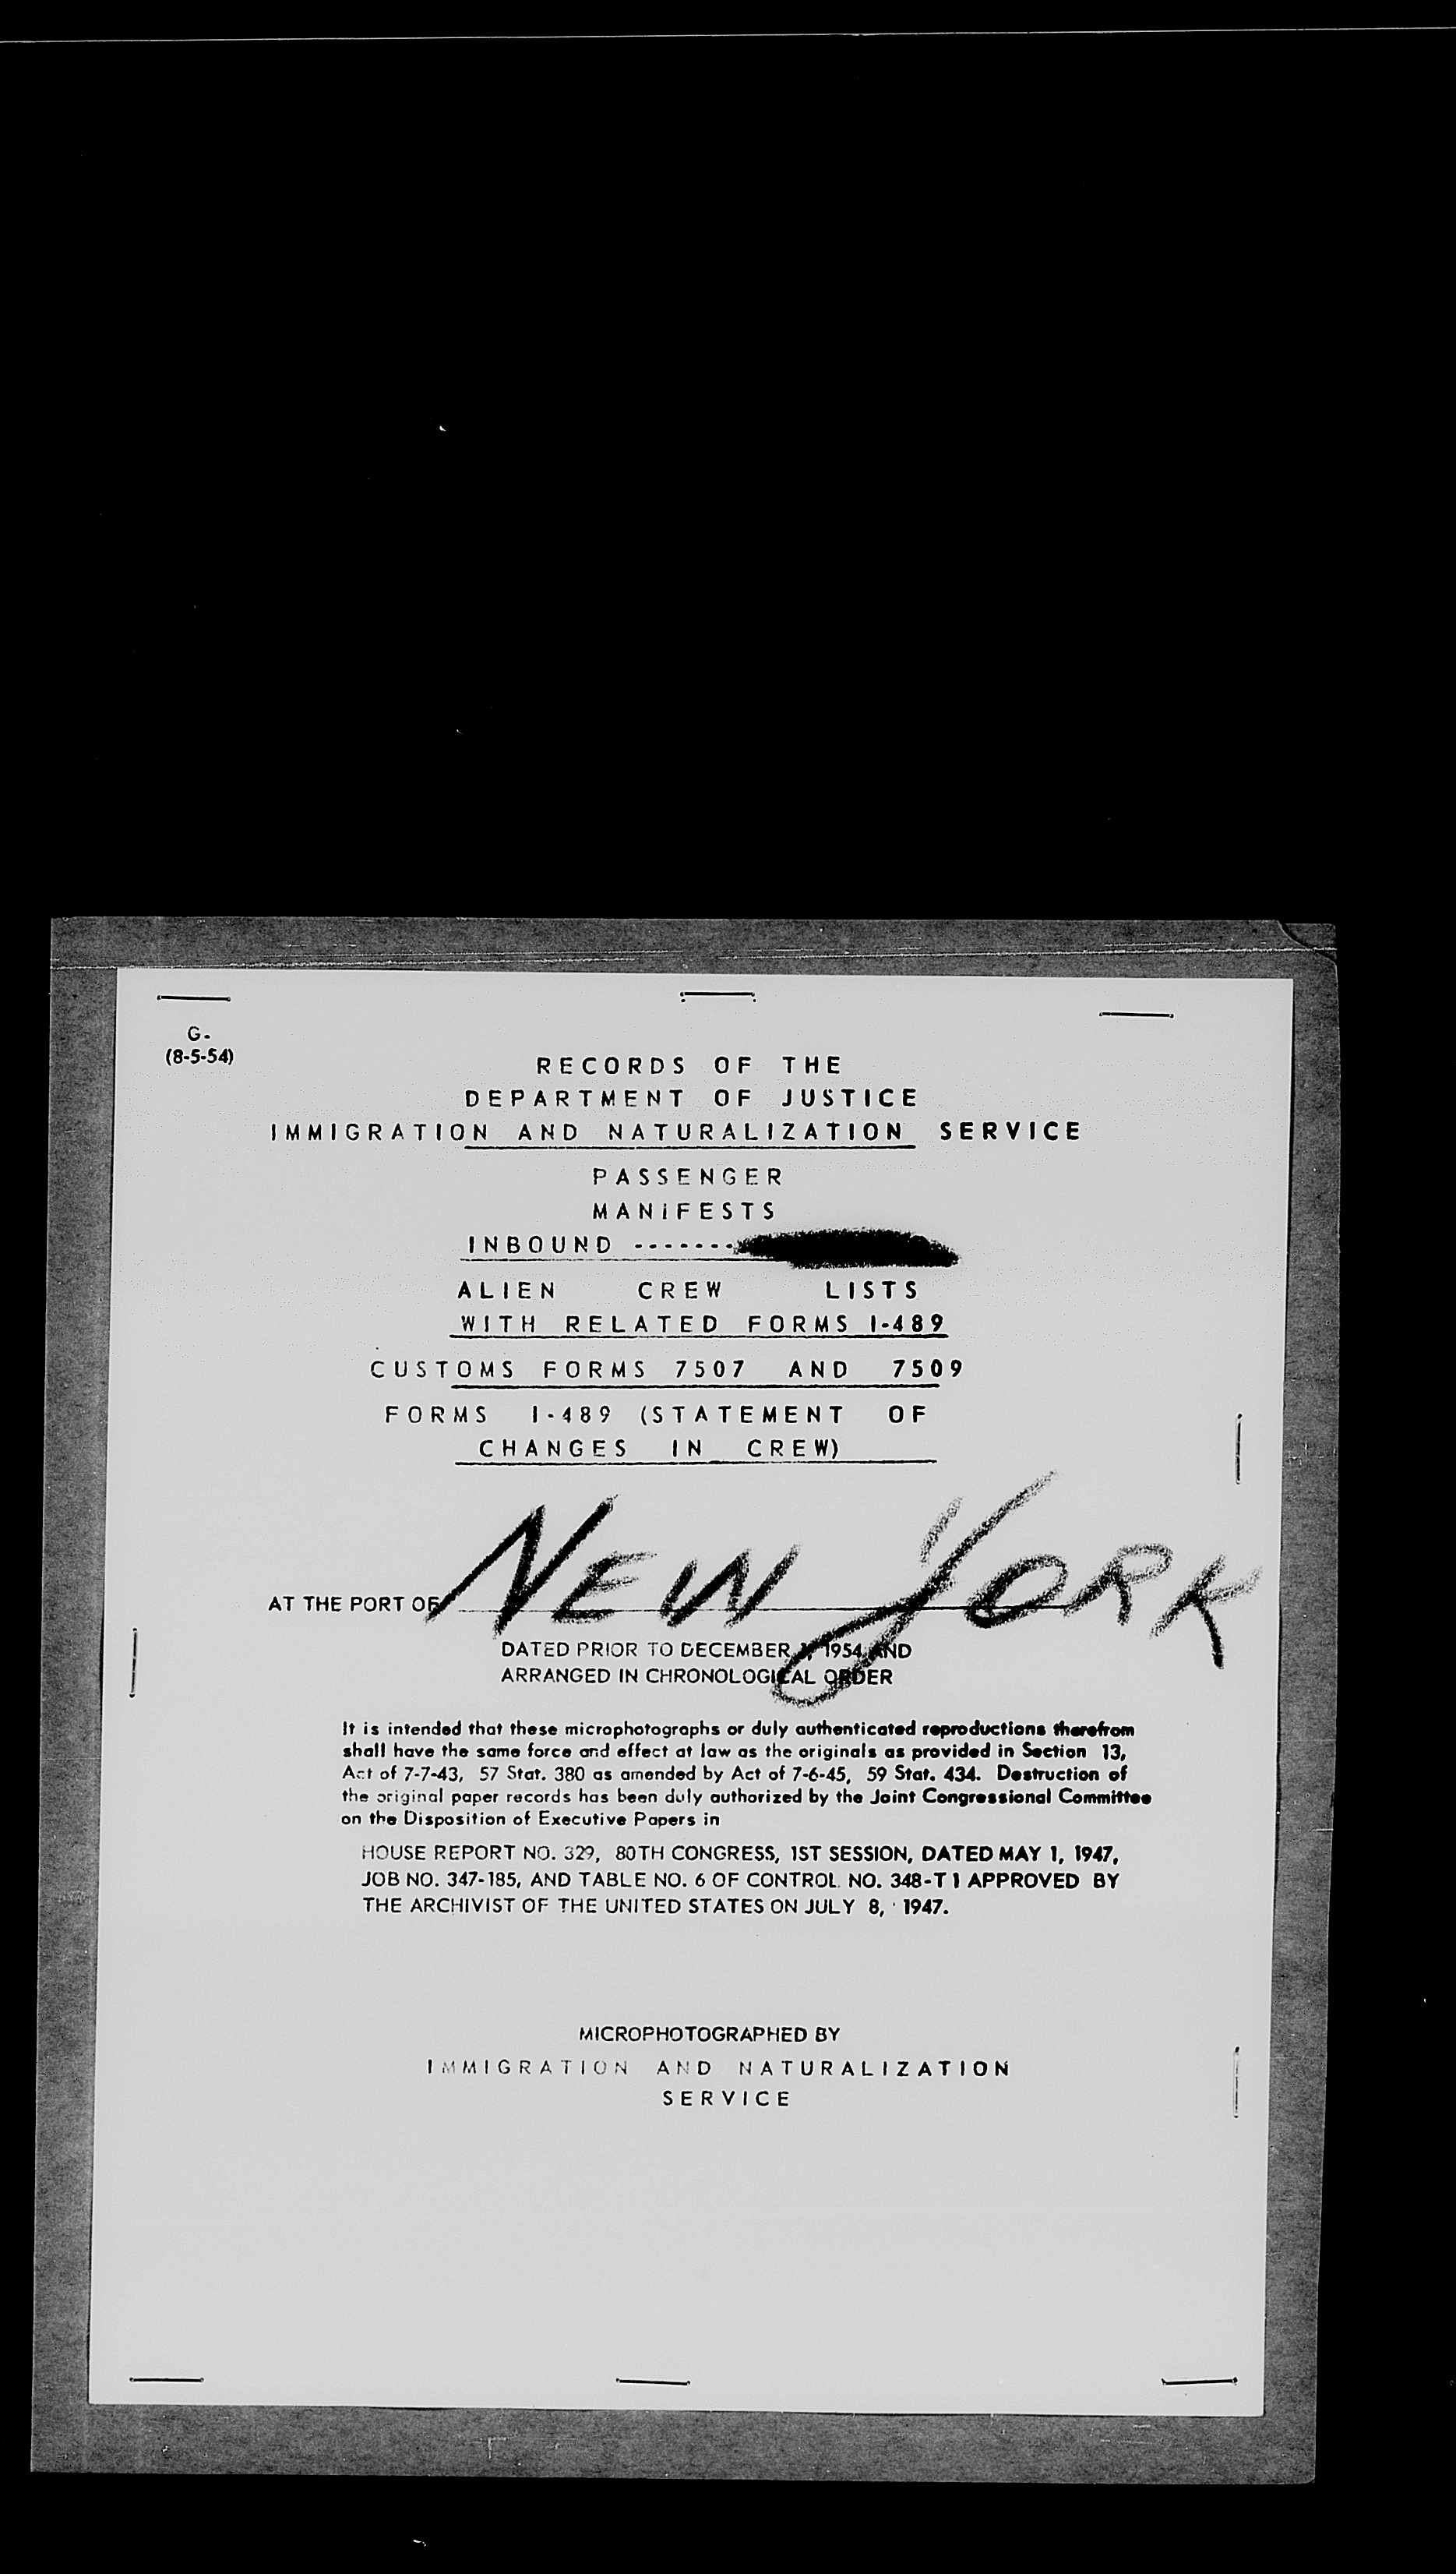 G-
(8-5-54)
RECORDS OF THE
DEPARTMENT OF JUSTICE
IMMIGRATION AND NATURALIZATION SERVICE
PASSENGER
MANIFESTS
INBOUND -------
ALIEN CREW LISTS
WITH RELATED FORMS I-489
CUSTOMS FORMS 7507 AND 7509
FORMS I-489 (STATEMENT OF
CHANGES IN CREW)
AT THE PORT OF NEW YORK
DATED PRIOR TO DECEMBER 1, 1954 AND
ARRANGED IN CHRONOLOGICAL ORDER
It is intended that these microphotographs or duly authenticated reproductions therefrom
shall have the same force and effect at law as the originals as provided in Section 13,
Act of 7-7-43, 57 Stat. 380 as amended by Act of 7-6-45, 59 Stat. 434. Destruction of
the original paper records has been duly authorized by the Joint Congressional Committee
on the Disposition of Executive Papers in
HOUSE REPORT NO. 329, 80TH CONGRESS, 1ST SESSION, DATED MAY 1, 1947,
JOB NO. 347-185, AND TABLE NO. 6 OF CONTROL NO. 348-T1 APPROVED BY
THE ARCHIVIST OF THE UNITED STATES ON JULY 8, 1947.
MICROPHOTOGRAPHED BY
IMMIGRATION AND NATURALIZATION
SERVICE